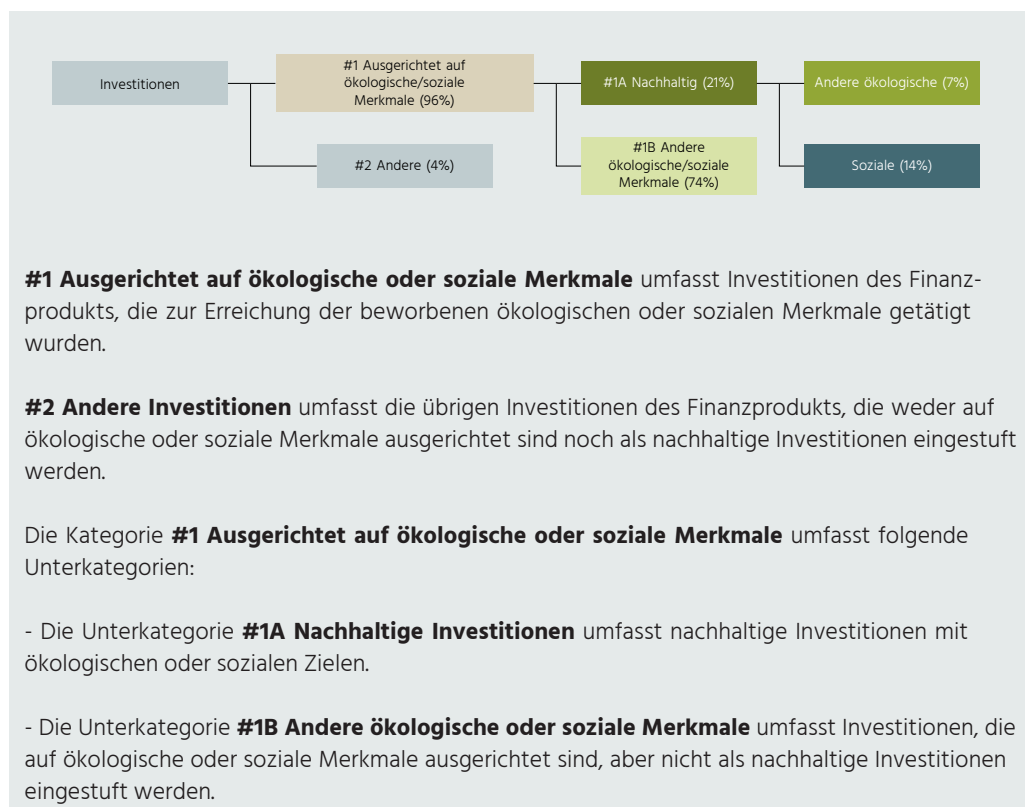 Investitionen
#1 Ausgerichtet auf
ökologische/soziale
Merkmale (96%)
#1A Nachhaltig (21%)
Andere ökologische (7%)
#2 Andere (4%)
#1B Andere
ökologische/soziale
Merkmale (74%)
Soziale (14%)
#1 Ausgerichtet auf ökologische oder soziale Merkmale umfasst Investitionen des Finanz-
produkts, die zur Erreichung der beworbenen ökologischen oder sozialen Merkmale getätigt
wurden.
#2 Andere Investitionen umfasst die übrigen Investitionen des Finanzprodukts, die weder auf
ökologische oder soziale Merkmale ausgerichtet sind noch als nachhaltige Investitionen eingestuft
werden.
Die Kategorie #1 Ausgerichtet auf ökologische oder soziale Merkmale umfasst folgende
Unterkategorien:
- Die Unterkategorie #1A Nachhaltige Investitionen umfasst nachhaltige Investitionen mit
ökologischen oder sozialen Zielen.
- Die Unterkategorie #1B Andere ökologische oder soziale Merkmale umfasst Investitionen, die
auf ökologische oder soziale Merkmale ausgerichtet sind, aber nicht als nachhaltige Investitionen
eingestuft werden.